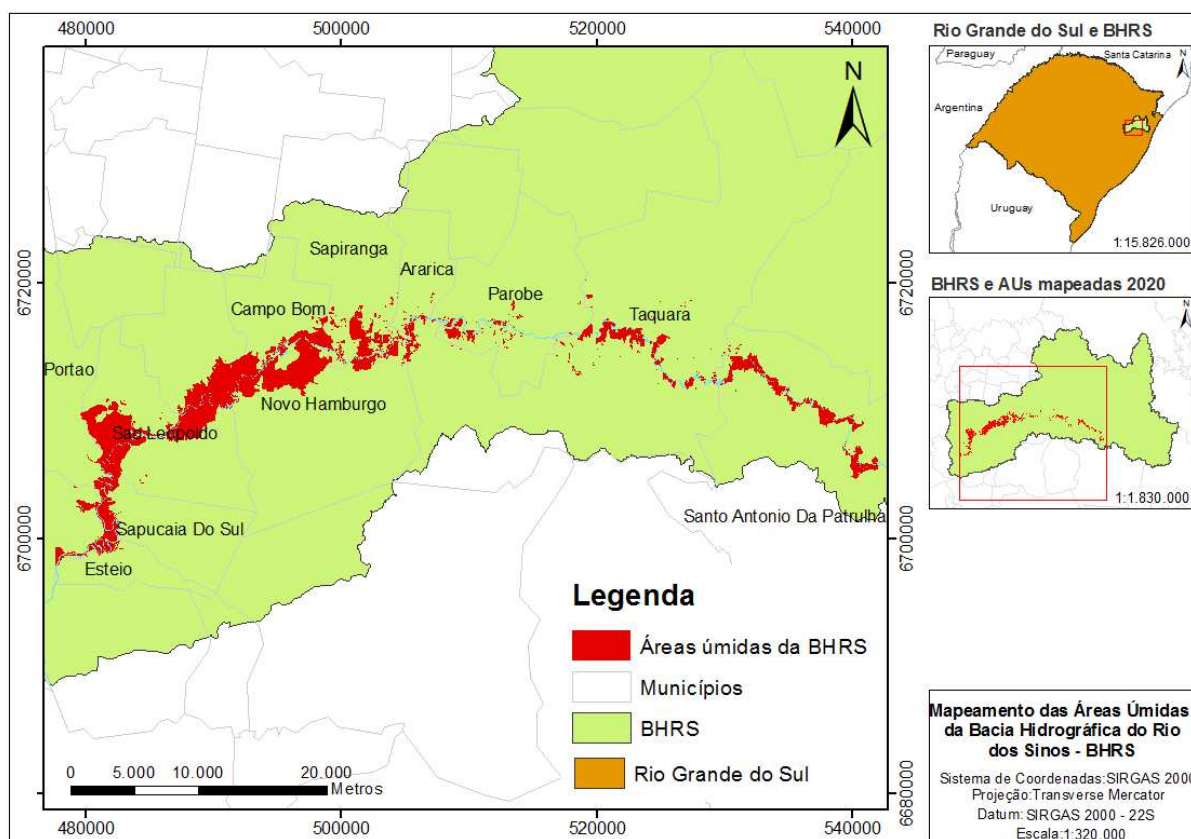 480000
500000
520000
540000
6720000
6700000
6720000
6700000
6680000
N
Sapiranga
Ararica
Campo Bom
Parobe
Taquara
Portao
Novo Hamburgo
São Leopoldo
Sapucaia Do Sul
Esteio
Santo Antonio Da Patrulha
Legenda
Áreas úmidas da BHRS
Municípios
BHRS
Rio Grande do Sul
0
5.000
10.000
20.000
Metros
480000
500000
520000
540000
Rio Grande do Sul e BHRS
Paraguay
Santa Catarina
N
Argentina
Uruguay
1:15.826.000
BHRS e AUs mapeadas 2020
N
1:1.830.000
Mapeamento das Áreas Úmidas
da Bacia Hidrográfica do Rio
dos Sinos - BHRS
Sistema de Coordenadas:SIRGAS 2000
Projeção:Transverse Mercator
Datum: SIRGAS 2000 - 22S
Escala:1:320.000